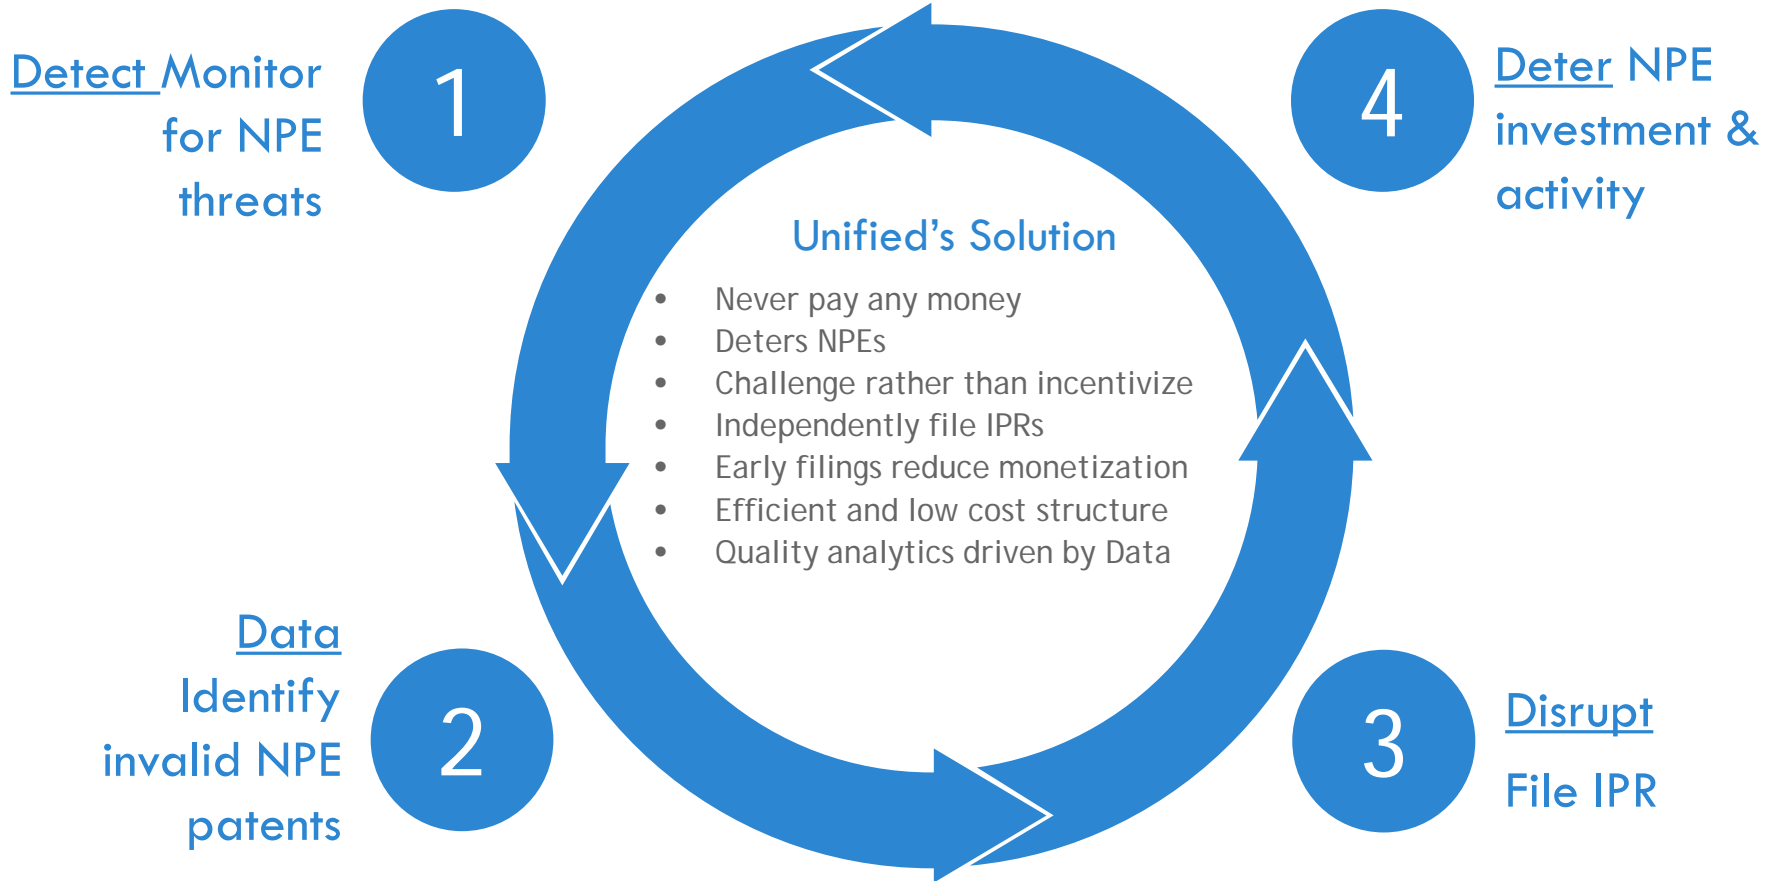 1
Detect Monitor
for NPE
threats
4
Deter NPE
investment &
activity
Unified's Solution
• Never pay any money
• Deters NPEs
• Challenge rather than incentivize
• Independently file IPRs
• Early filings reduce monetization
• Efficient and low cost structure
• Quality analytics driven by Data
2
Data
Identify
invalid NPE
patents
3
Disrupt
File IPR